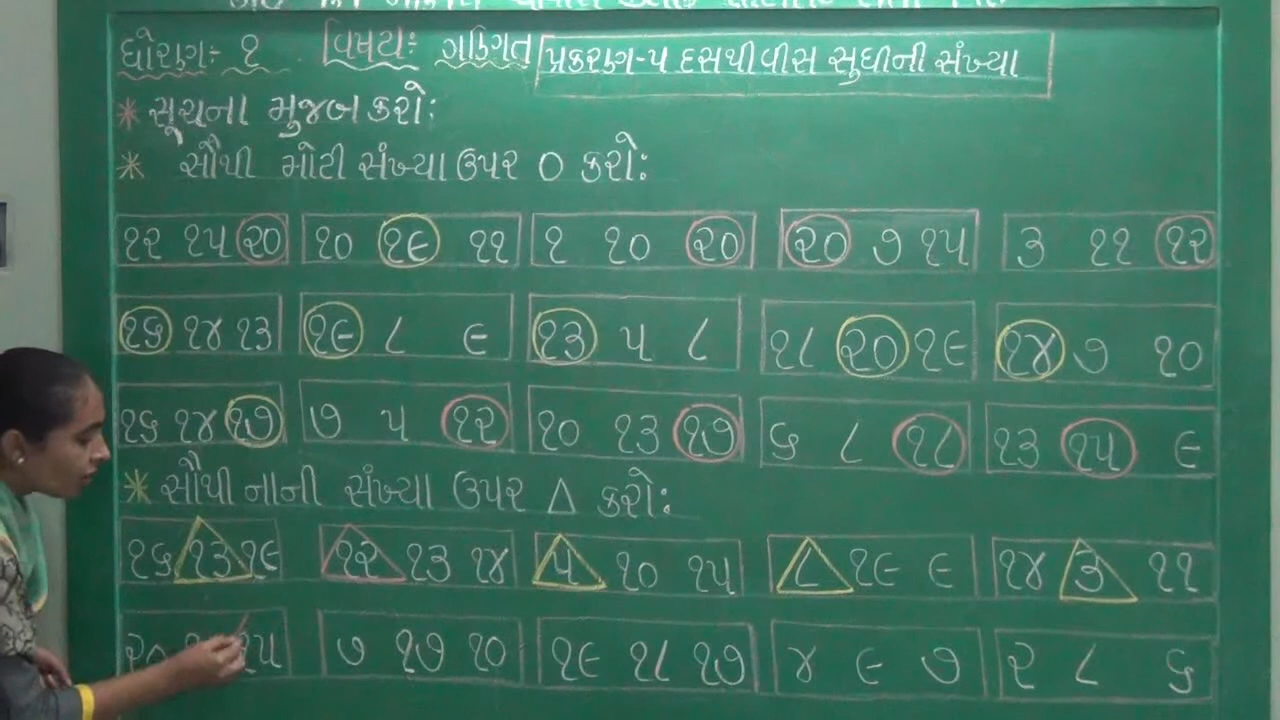 ધોરણઃ ૧ વિષયઃ ગણિત પ્રકરણ-૫ દસથીવીસ સુધીની સંખ્યા
* સૂચના મુજબ કરોઃ
* સૌથી મોટી સંખ્યા ઉપર O કરોઃ
૧૨ ૧૫ ૨૦ ૧૦ ૧૯ ૧૧ ૧ ૧૦ ૨૦ ૨૦ ૭ ૧૫ ૩ ૧૧ ૧૨
૧૬ ૧૪ ૧૩ ૧૯ ૮ ૯ ૧૩ ૫ ૮ ૧૮ ૨૦ ૧૯ ૧૪ ૭ ૧૦
૧૬ ૧૪ ૧૭ ૭ ૫ ૧૨ ૧૦ ૧૩ ૧૭ ૬ ૮ ૧૮ ૧૩ ૧૫ ૯
* સૌથી નાની સંખ્યા ઉપર △ કરોઃ
૧૬ ૧૩ ૧૯ ૧૨ ૧૩ ૧૪ ૫ ૧૦ ૧૫ ૮ ૧૯ ૯ ૧૪ ૩ ૧૧
૨૦ ૭ ૧૭ ૧૦ ૧૯ ૧૮ ૧૭ ૪ ૯ ૭ ૨ ૮ ૬